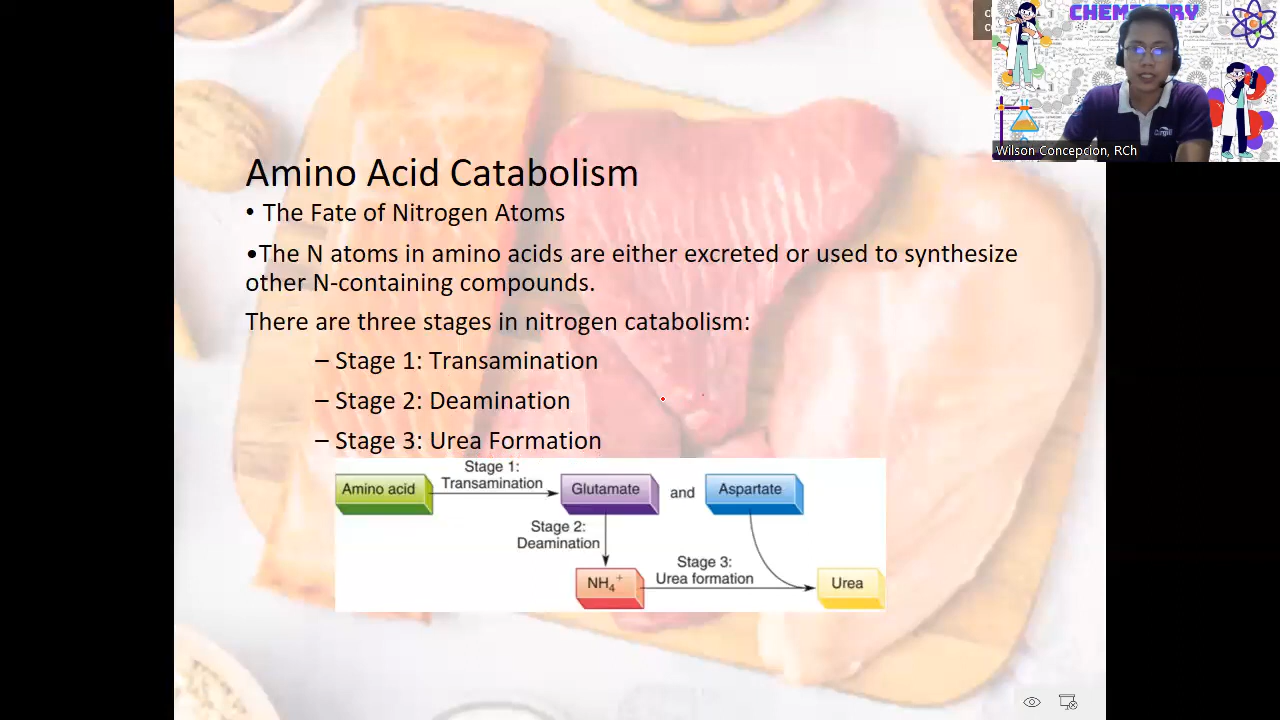 CHEMISTRY
Cargill
Wilson Concepcion, RCh
Amino Acid Catabolism
• The Fate of Nitrogen Atoms
•The N atoms in amino acids are either excreted or used to synthesize
other N-containing compounds.
There are three stages in nitrogen catabolism:
– Stage 1: Transamination
– Stage 2: Deamination
– Stage 3: Urea Formation
Stage 1:
Transamination
Amino acid
Glutamate
and
Aspartate
Stage 2:
Deamination
Stage 3:
Urea formation
NH₄⁺
Urea